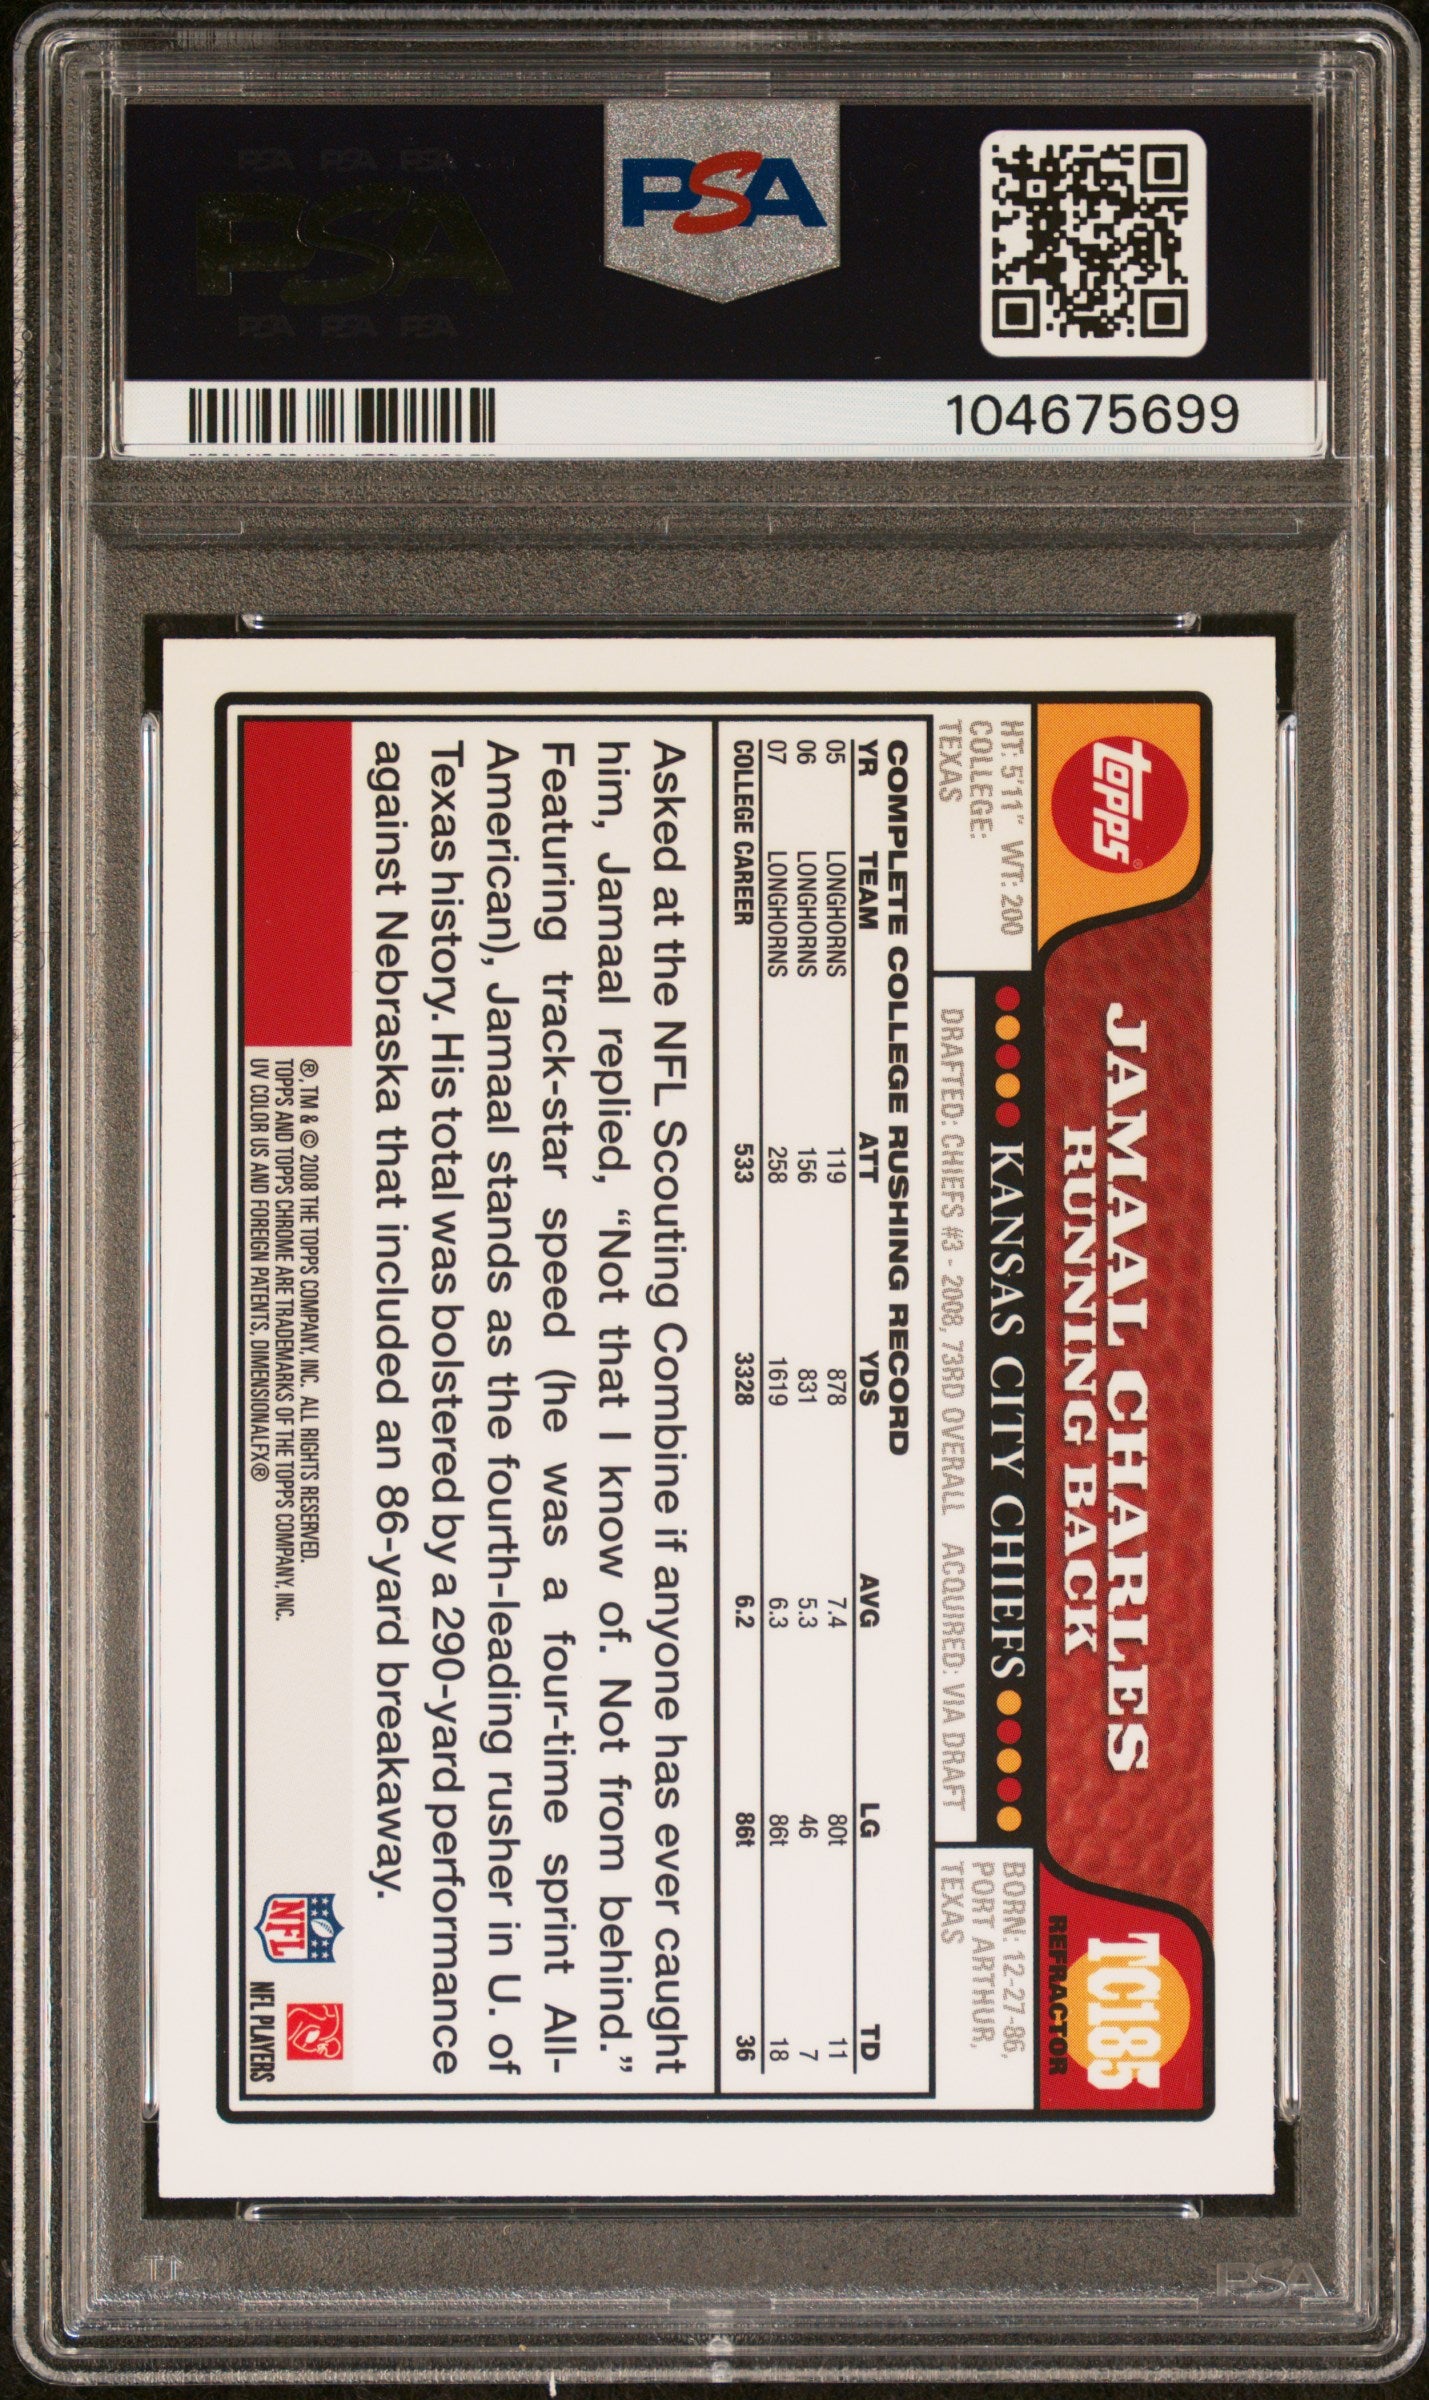 PSA PSA PSA
PSA
PSA PSA PSA
PSA
104675699
topps®
JAMAAL CHARLES
RUNNING BACK
TC185
REFRACTOR
KANSAS CITY CHIEFS
HT: 5'11" WT: 200
COLLEGE:
TEXAS
DRAFTED: CHIEFS #3 - 2008, 73RD OVERALL ACQUIRED: VIA DRAFT
BORN: 12-27-86,
PORT ARTHUR,
TEXAS
COMPLETE COLLEGE RUSHING RECORD
YR TEAM ATT YDS AVG LG TD
05 LONGHORNS 119 878 7.4 80t 11
06 LONGHORNS 156 831 5.3 46 7
07 LONGHORNS 258 1619 6.3 86t 18
COLLEGE CAREER 533 3328 6.2 86t 36
Asked at the NFL Scouting Combine if anyone has ever caught
him, Jamaal replied, “Not that I know of. Not from behind.”
Featuring track-star speed (he was a four-time sprint All-
American), Jamaal stands as the fourth-leading rusher in U. of
Texas history. His total was bolstered by a 290-yard performance
against Nebraska that included an 86-yard breakaway.
®, TM & © 2008 THE TOPPS COMPANY, INC. ALL RIGHTS RESERVED.
TOPPS AND TOPPS CHROME ARE TRADEMARKS OF THE TOPPS COMPANY, INC.
UV COLOR US AND FOREIGN PATENTS, DIMENSIONALFX®
NFL
NFL PLAYERS
PSA